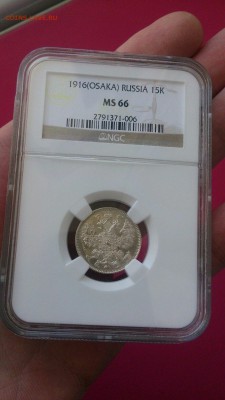 1916(OSAKA) RUSSIA 15K
MS 66
2791371-006
NGC